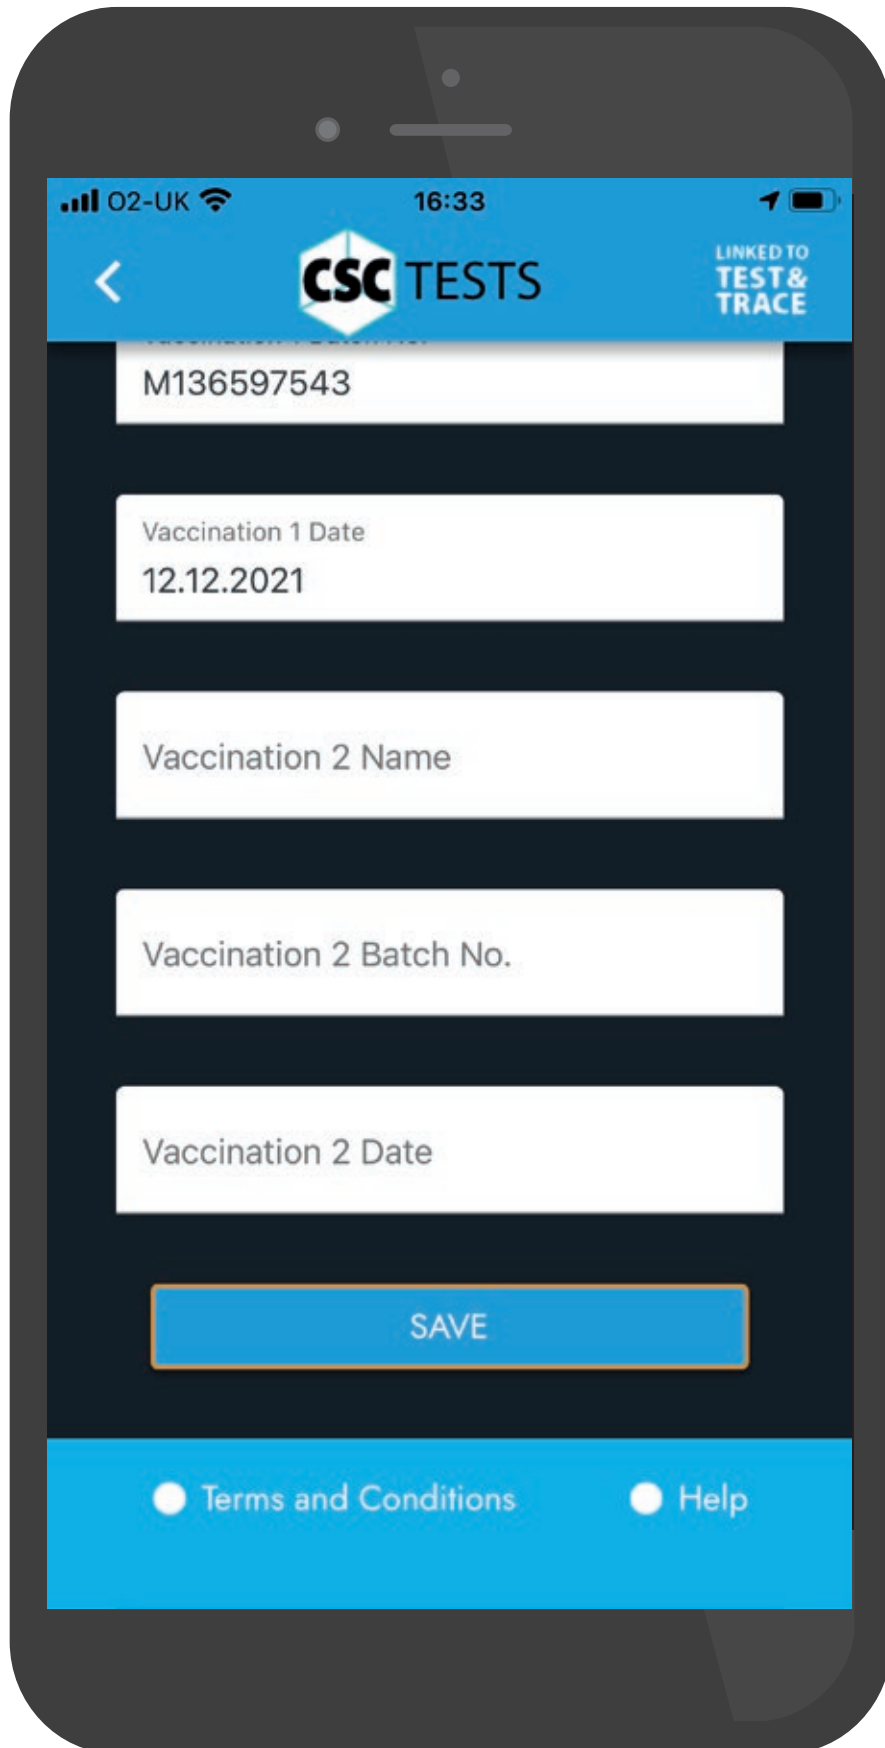 O2-UK 16:33
CSC TESTS
LINKED TO
TEST &
TRACE
M136597543
Vaccination 1 Date
12.12.2021
Vaccination 2 Name
Vaccination 2 Batch No.
Vaccination 2 Date
SAVE
Terms and Conditions Help